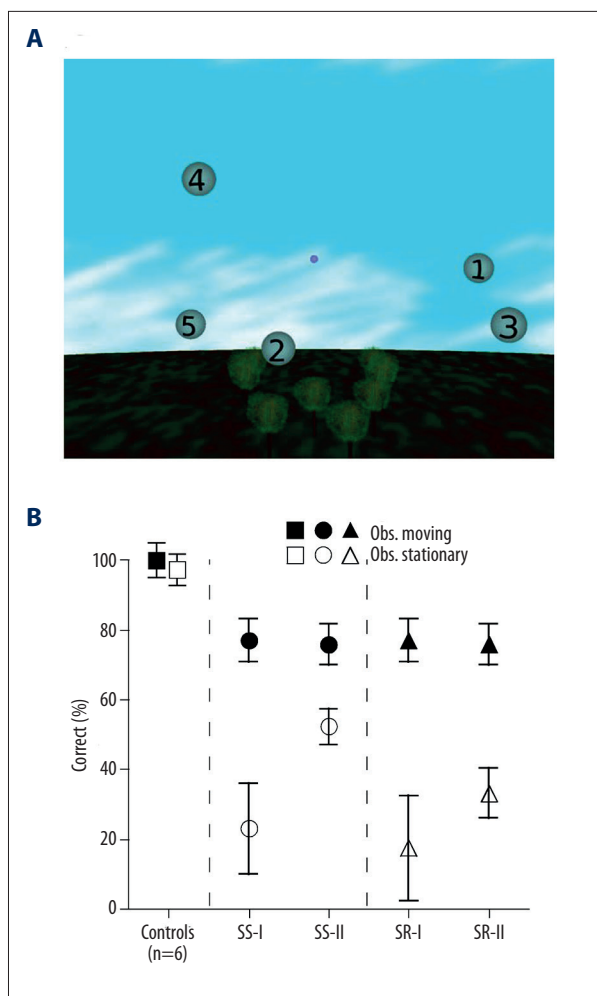 A
4
1
5
3
2
B
Obs. moving
Obs. stationary
100
80
60
40
20
0
Correct (%)
Controls
(n=6)
SS-I
SS-II
SR-I
SR-II